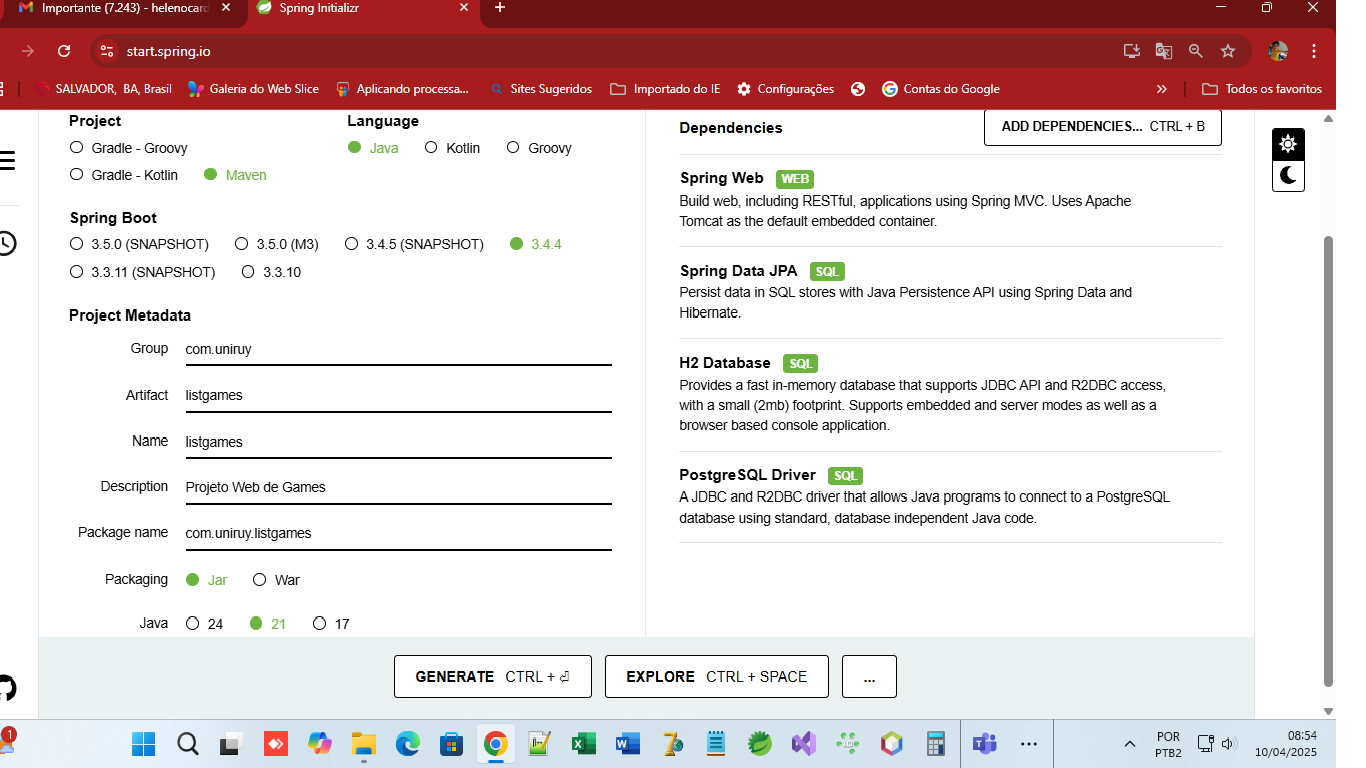 Importante (7.243) - helenocard
Spring Initializr
start.spring.io
SALVADOR, BA, Brasil
Galeria do Web Slice
Aplicando processa...
Sites Sugeridos
Importado do IE
Configurações
Contas do Google
»
Todos os favoritos
Project
Gradle - Groovy
Gradle - Kotlin
Maven
Language
Java
Kotlin
Groovy
Spring Boot
3.5.0 (SNAPSHOT)
3.5.0 (M3)
3.4.5 (SNAPSHOT)
3.4.4
3.3.11 (SNAPSHOT)
3.3.10
Project Metadata
Group com.uniruy
Artifact listgames
Name listgames
Description Projeto Web de Games
Package name com.uniruy.listgames
Packaging Jar War
Java 24 21 17
Dependencies
ADD DEPENDENCIES... CTRL + B
Spring Web WEB
Build web, including RESTful, applications using Spring MVC. Uses Apache
Tomcat as the default embedded container.
Spring Data JPA SQL
Persist data in SQL stores with Java Persistence API using Spring Data and
Hibernate.
H2 Database SQL
Provides a fast in-memory database that supports JDBC API and R2DBC access,
with a small (2mb) footprint. Supports embedded and server modes as well as a
browser based console application.
PostgreSQL Driver SQL
A JDBC and R2DBC driver that allows Java programs to connect to a PostgreSQL
database using standard, database independent Java code.
GENERATE CTRL + ⏎
EXPLORE CTRL + SPACE
...
1
POR
PTB2
08:54
10/04/2025